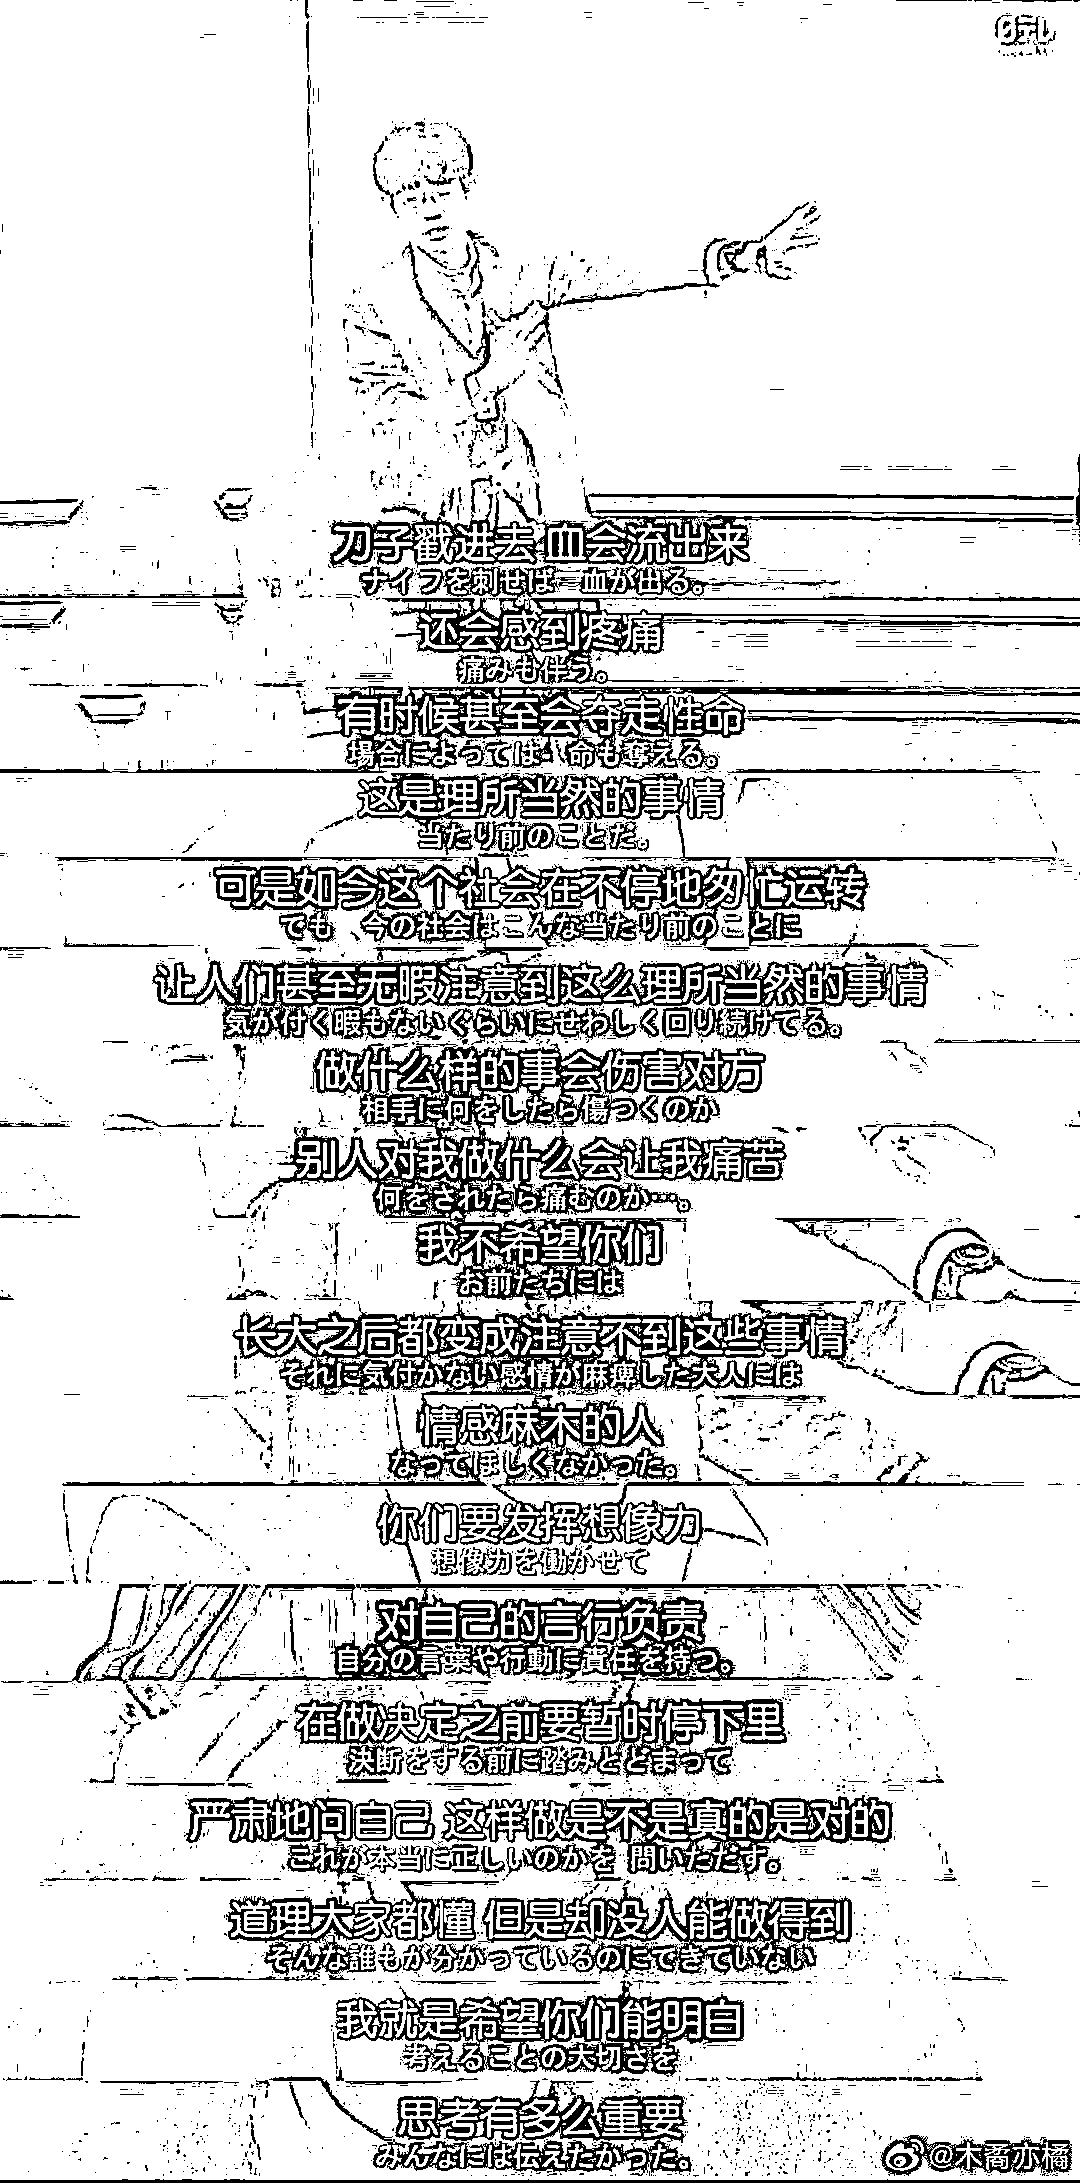 日テレ
刀子戳进去 血会流出来
ナイフを刺せば 血が出る。
还会感到疼痛
痛みも伴う。
有时候甚至会夺走性命
場合によっては 命も奪える。
这是理所当然的事情
当たり前のことだ。
可是如今这个社会在不停地匆忙运转
でも 、今の社会はこんな当たり前のことに
让人们甚至无暇注意到这么理所当然的事情
気が付く暇もないぐらいにせわしく回り続けてる。
做什么样的事会伤害对方
相手に何をしたら傷つくのか
别人对我做什么会让我痛苦
何をされたら痛むのか…。
我不希望你们
お前たちには
长大之后都变成注意不到这些事情
それに気付かない感情が麻痺した大人には
情感麻木的人
なってほしくなかった。
你们要发挥想像力
想像力を働かせて
对自己的言行负责
自分の言葉や行動に責任を持つ。
在做决定之前要暂时停下里
決断をする前に踏みとどまって
严肃地问自己 这样做是不是真的是对的
これが本当に正しいのかを 問いただす。
道理大家都懂 但是却没人能做得到
そんな誰もが分かっているのにできていない
我就是希望你们能明白
考えることの大切さを
思考有多么重要
みんなには伝えたかった。
@木矞亦橘